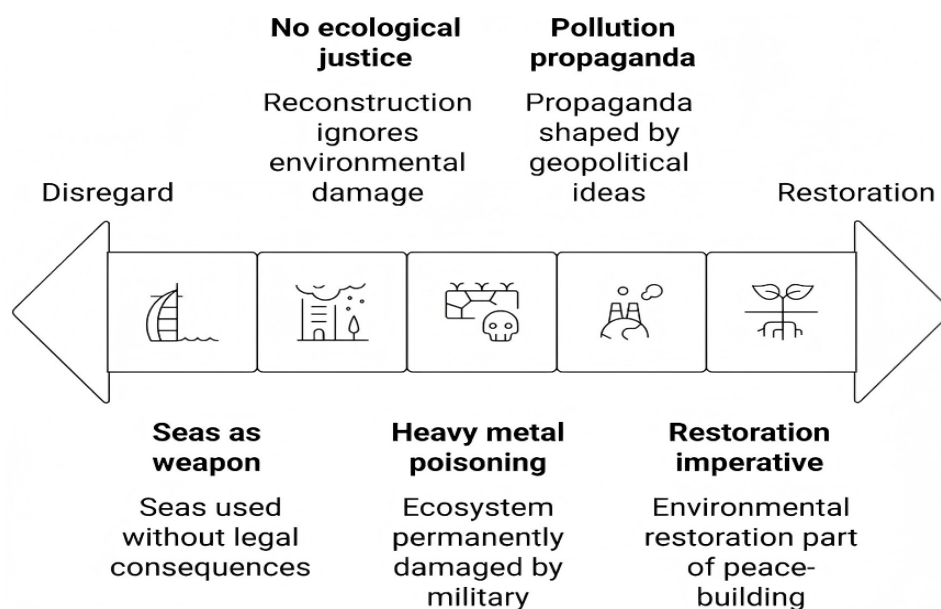 No ecological
justice
Reconstruction
ignores
environmental
damage
Pollution
propaganda
Propaganda
shaped by
geopolitical
ideas
Disregard
Restoration
Seas as
weapon
Seas used
without legal
consequences
Heavy metal
poisoning
Ecosystem
permanently
damaged by
military
Restoration
imperative
Environmental
restoration part
of peace-
building